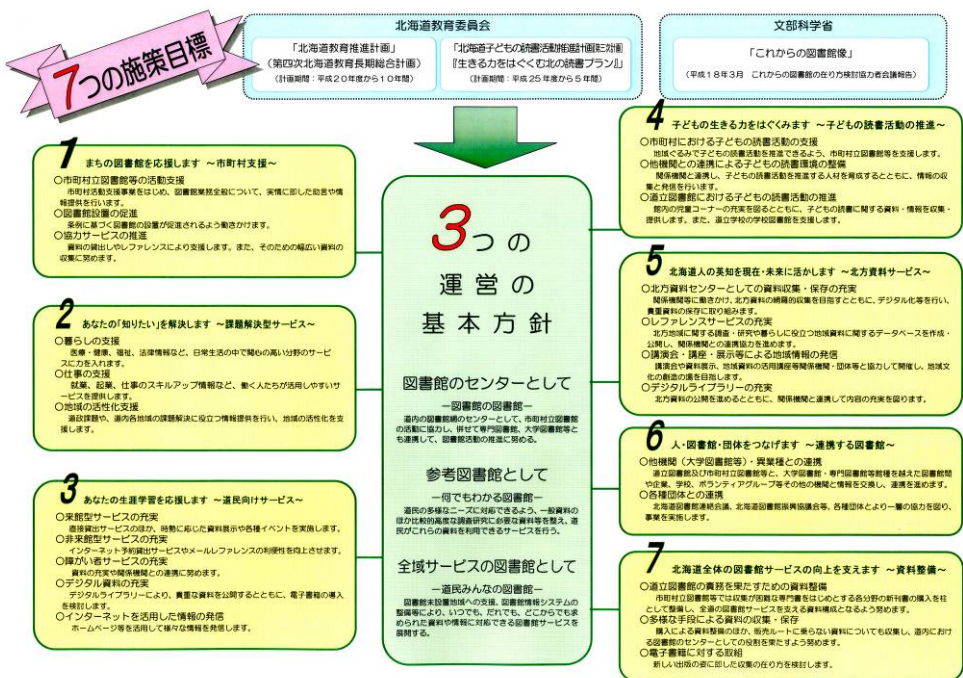 7つの施策目標
北海道教育委員会
「北海道教育推進計画」
(第四次北海道教育長期総合計画)
(計画期間:平成20年度から10年間)
『生きる力をはぐくむ北の読書プラン』」
(計画期間:平成25年度から5年間)
文部科学省
「これからの図書館像」
(平成18年3月 これからの図書館の在り方検討協力者会議報告)
1 まちの図書館を応援します ～市町村支援～
○市町村立図書館等の活動支援
市町村活動支援事業をはじめ、図書館業務全般について、実情に即した助言や情
報提供を行います。
○図書館設置の促進
条例に基づく図書館の設置が促進されるよう働きかけます。
○協力サービスの推進
資料の貸出しやレファレンスにより支援します。また、そのための幅広い資料の
収集に努めます。
2 あなたの「知りたい」を解決します ～課題解決型サービス～
○暮らしの支援
医療・健康、福祉、法律情報など、日常生活の中で関心の高い分野のサービ
スに力を入れます。
○仕事の支援
就業、起業、仕事のスキルアップ情報など、働く人たちが活用しやすいサ
ービスを提供します。
○地域の活性化支援
道政課題や、道内各地域の課題解決に役立つ情報提供を行い、地域の活性化を支
援します。
3 あなたの生涯学習を応援します ～道民向けサービス～
○来館型サービスの充実
直接貸出サービスのほか、時勢に応じた資料展示や各種イベントを実施します。
○非来館型サービスの充実
インターネット予約貸出サービスやメールレファレンスの利便性を向上させます。
○障がい者サービスの充実
資料の充実や関係機関との連携に努めます。
○デジタル資料の充実
デジタルライブラリーにより、貴重な資料を公開するとともに、電子書籍の導入
を検討します。
○インターネットを活用した情報の発信
ホームページ等を活用して様々な情報を発信します。
3つの
運営の
基本方針
図書館のセンターとして
―図書館の図書館―
道内の図書館網のセンターとして、市町村立図書館
の活動に協力し、併せて専門図書館、大学図書館等と
も連携して、図書館活動の推進に努める。
参考図書館として
―何でもわかる図書館―
道民の多様なニーズに対応できるよう、一般資料の
ほか比較的高度な調査研究に必要な資料等を整え、道
民がこれらの資料を利用できるサービスを行う。
全域サービスの図書館として
―道民みんなの図書館―
図書館未設置地域への支援、図書館情報システムの
整備等により、いつでも、だれでも、どこからでも求
められた資料や情報に対応できる図書館サービスを
展開する。
4 子どもの生きる力をはぐくみます ～子どもの読書活動の推進～
○市町村における子どもの読書活動の支援
地域ぐるみで子どもの読書活動を推進できるよう、市町村立図書館等を支援します。
○他機関との連携による子どもの読書環境の整備
関係機関と連携し、子どもの読書活動を推進する人材を育成するとともに、情報の収
集と発信を行います。
○道立図書館における子どもの読書活動の推進
館内の児童コーナーの充実を図るとともに、子どもの読書に関する資料・情報を収集・
提供します。また、道立学校の学校図書館を支援します。
5 北海道人の英知を現在・未来に活かします ～北方資料サービス～
○北方資料センターとしての資料収集・保存の充実
関係機関等に働きかけ、北方資料の網羅的収集を目指すとともに、デジタル化等を行い、
貴重資料の保存に取り組みます。
○レファレンスサービスの充実
北方地域に関する調査・研究や暮らしに役立つ地域資料に関するデータベースを作成・
公開し、関係機関との連携協力を進めます。
○講演会・講座・展示等による地域情報の発信
講演会や資料展示、地域資料の活用講座等関係機関・団体等と協力して開催し、地域文
化の創造の場を目指します。
○デジタルライブラリーの充実
北方資料の公開を進めるとともに、関係機関と連携して内容の充実を図ります。
6 人・図書館・団体をつなげます ～連携する図書館～
○他機関(大学図書館等)・異業種との連携
道立図書館及び市町村立図書館等と、大学図書館・専門図書館等館種を越えた図書館間
や企業、学校、ボランティアグループ等その他の機関と情報を交換し、連携を進めます。
○各種団体との連携
北海道図書館連絡会議、北海道図書館振興協議会等、各種団体とより一層の協力を図り、
事業を実施します。
7 北海道全体の図書館サービスの向上を支えます ～資料整備～
○道立図書館の責務を果たすための資料整備
市町村立図書館等では収集が困難な専門書をはじめとする各分野の新刊書の購入を柱
として整備し、全道の図書館サービスを支える資料構成となるよう努めます。
○多様な手段による資料の収集・保存
購入による資料整備のほか、販売ルートに乗らない資料についても収集し、道内におけ
る図書館のセンターとしての役割を果たすよう努めます。
○電子書籍に対する取組
新しい出版の姿に即した収集の在り方を検討します。